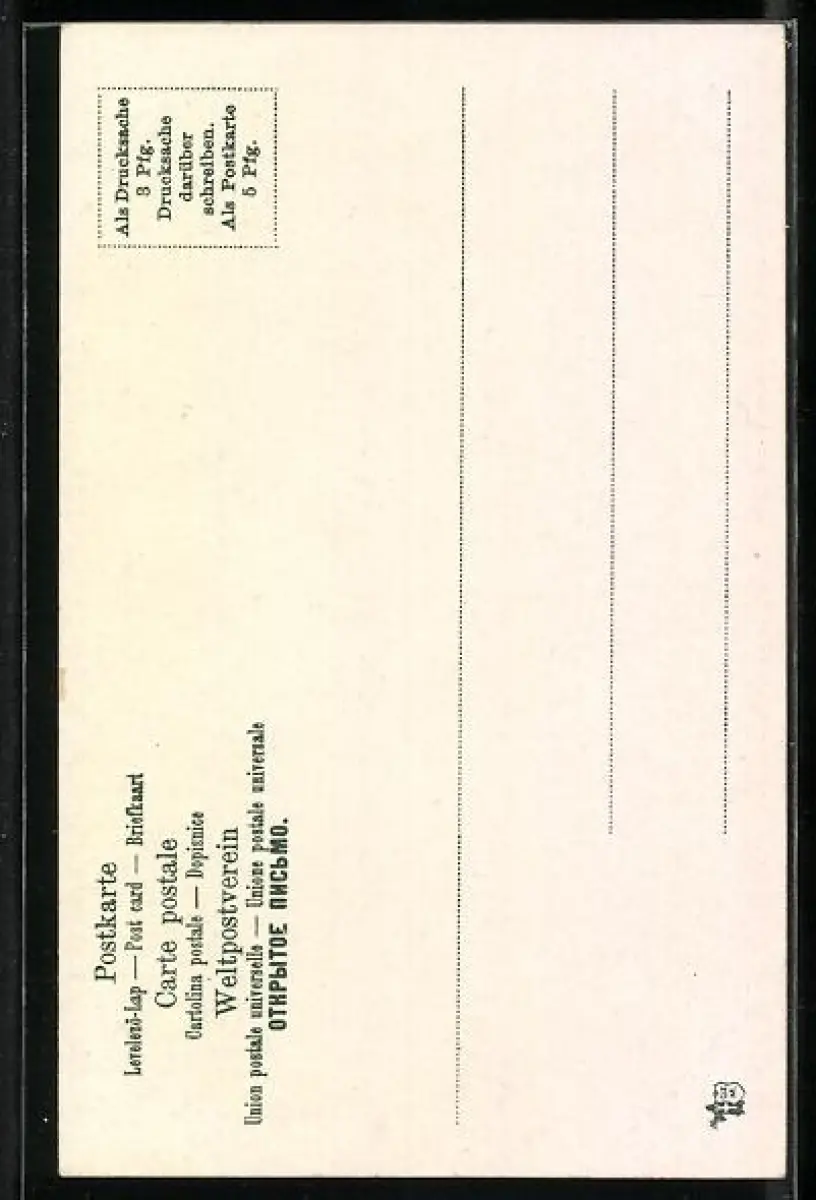 Postkarte
Levelező-Lap — Post card — Briefkaart
Carte postale
Cartolina postale — Dopisnice
Weltpostverein
Union postale universelle — Unione postale universale
ОТКРЫТОЕ ПИСЬМО.
Als Drucksache
3 Pfg.
Drucksache
darüber
schreiben.
Als Postkarte
5 Pfg.